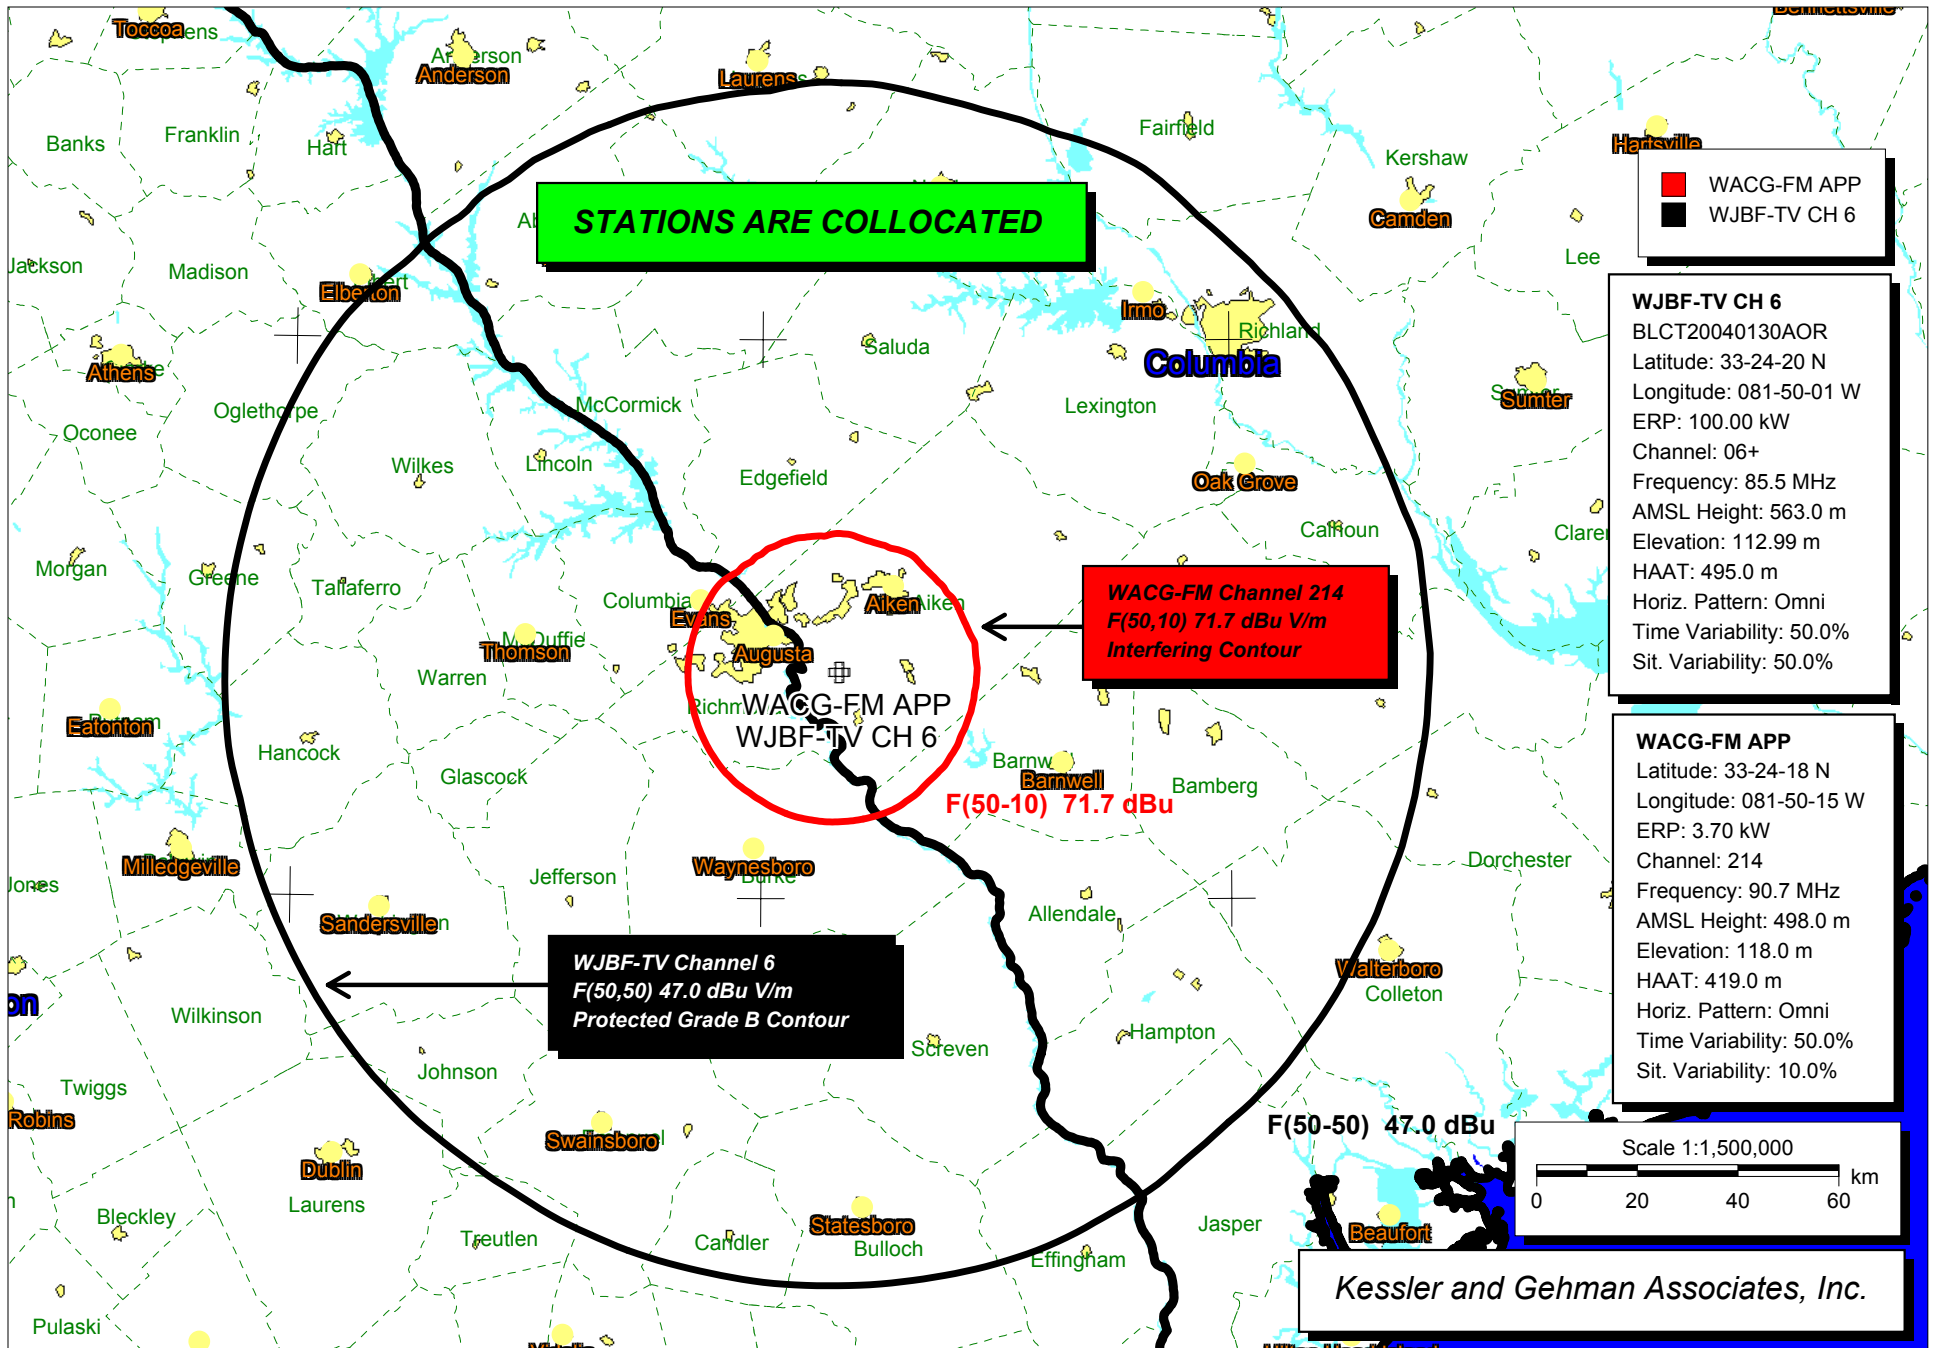 Toccoa
Stephens
Anderson
Anderson
Laurens
Bennettsville
Banks
Franklin
Hart
Fairfield
Kershaw
Hartsville
WACG-FM APP
WJBF-TV CH 6
STATIONS ARE COLLOCATED
Camden
Jackson
Madison
Elberton
Lee
Irmo
Richland
Columbia
Saluda
Athens
Oglethorpe
McCormick
Lexington
Sumter
Sumter
Oconee
Wilkes
Lincoln
Edgefield
Oak Grove
Calhoun
Morgan
Greene
Taliaferro
Columbia
Evans
Aiken
Aiken
McDuffie
Thomson
Augusta
Warren
WJBF-TV CH 6
BLCT20040130AOR
Latitude: 33-24-20 N
Longitude: 081-50-01 W
ERP: 100.00 kW
Channel: 06+
Frequency: 85.5 MHz
AMSL Height: 563.0 m
Elevation: 112.99 m
HAAT: 495.0 m
Horiz. Pattern: Omni
Time Variability: 50.0%
Sit. Variability: 50.0%
WACG-FM Channel 214
F(50,10) 71.7 dBu V/m
Interfering Contour
WACG-FM APP
WJBF-TV CH 6
Eatonton
Hancock
Glascock
Barnwell
Bamberg
F(50-10) 71.7 dBu
WACG-FM APP
Latitude: 33-24-18 N
Longitude: 081-50-15 W
ERP: 3.70 kW
Channel: 214
Frequency: 90.7 MHz
AMSL Height: 498.0 m
Elevation: 118.0 m
HAAT: 419.0 m
Horiz. Pattern: Omni
Time Variability: 50.0%
Sit. Variability: 10.0%
Milledgeville
Jones
Jefferson
Waynesboro
Burke
Dorchester
Allendale
Sandersville
WJBF-TV Channel 6
F(50,50) 47.0 dBu V/m
Protected Grade B Contour
Walterboro
Colleton
Wilkinson
Hampton
Screven
Johnson
Twiggs
Robins
Swainsboro
F(50-50) 47.0 dBu
Dublin
Laurens
Scale 1:1,500,000
0 20 40 60 km
Bleckley
Treutlen
Candler
Statesboro
Bulloch
Effingham
Jasper
Beaufort
Kessler and Gehman Associates, Inc.
Pulaski